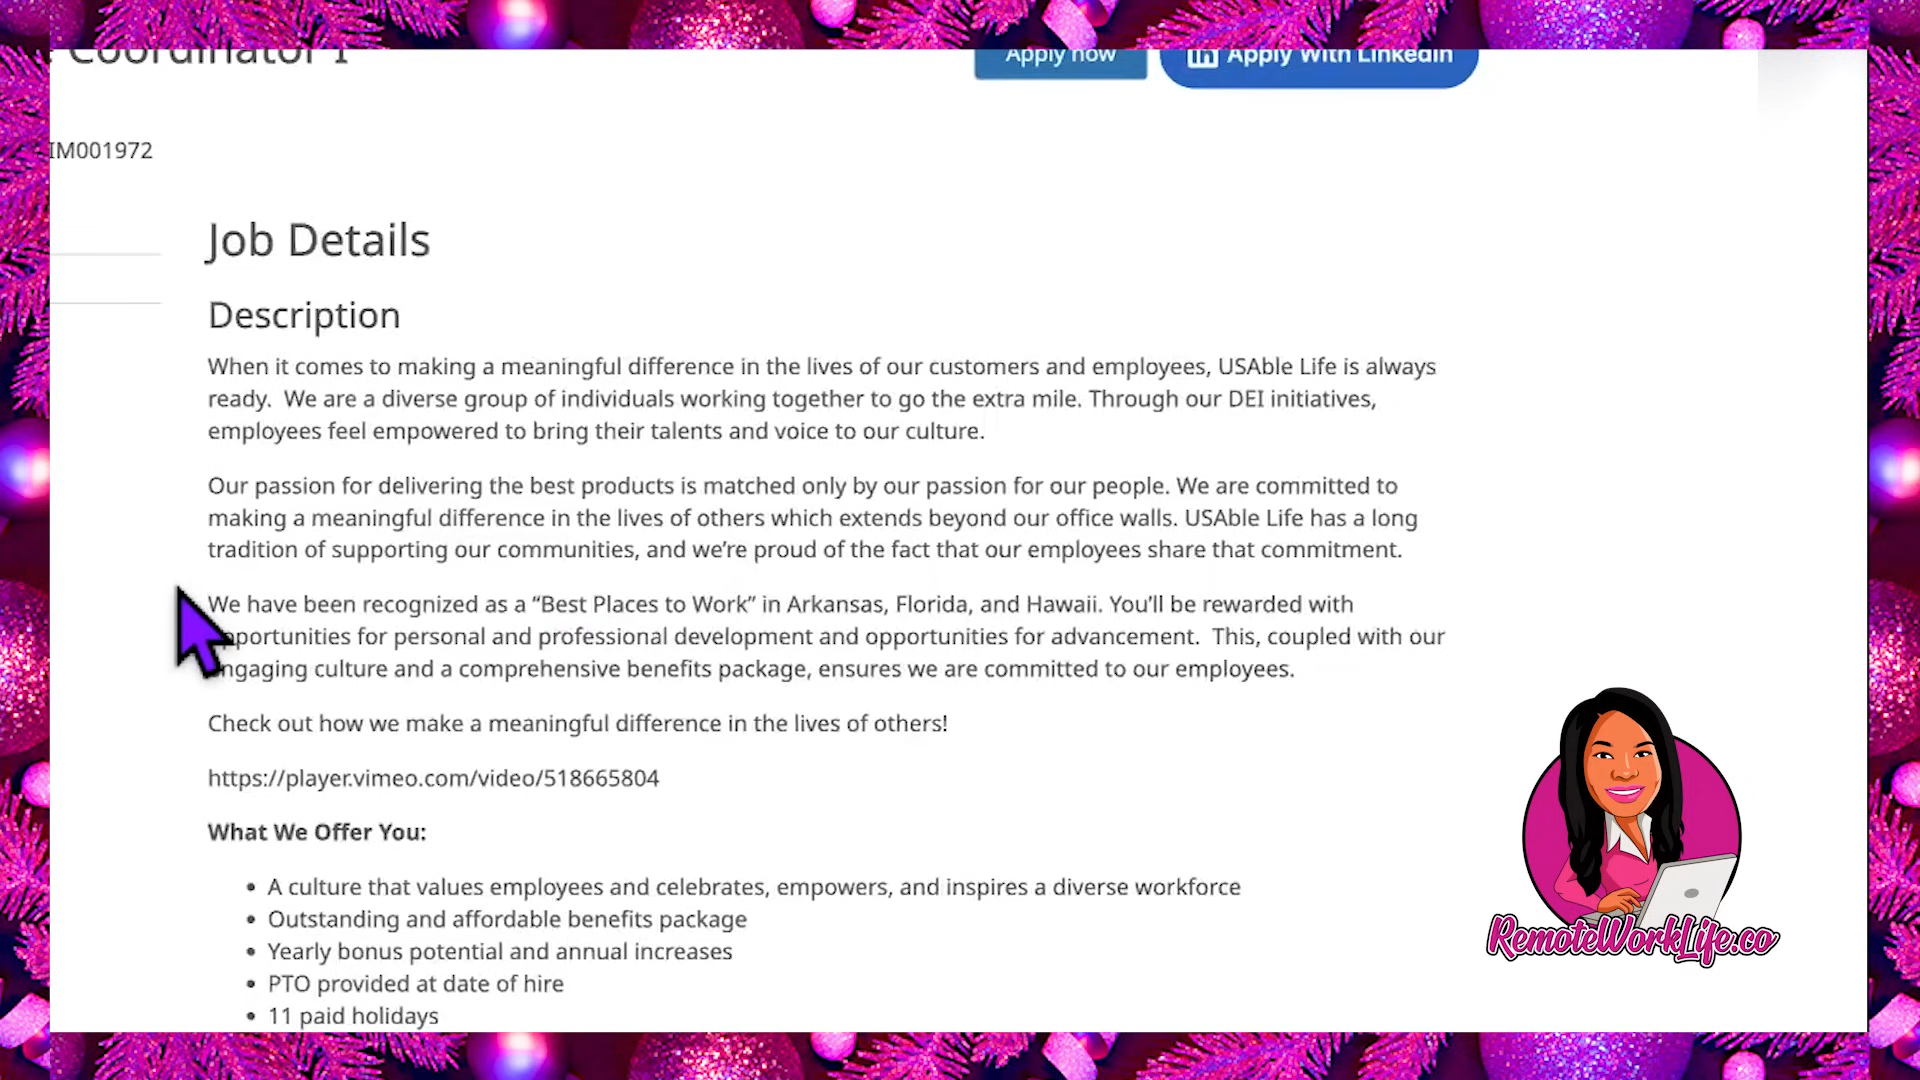 Coordinator I
Apply now
in Apply With LinkedIn
IM001972
Job Details
Description
When it comes to making a meaningful difference in the lives of our customers and employees, USAble Life is always
ready.  We are a diverse group of individuals working together to go the extra mile. Through our DEI initiatives,
employees feel empowered to bring their talents and voice to our culture.
Our passion for delivering the best products is matched only by our passion for our people. We are committed to
making a meaningful difference in the lives of others which extends beyond our office walls. USAble Life has a long
tradition of supporting our communities, and we’re proud of the fact that our employees share that commitment.
We have been recognized as a “Best Places to Work” in Arkansas, Florida, and Hawaii. You’ll be rewarded with
opportunities for personal and professional development and opportunities for advancement.  This, coupled with our
engaging culture and a comprehensive benefits package, ensures we are committed to our employees.
Check out how we make a meaningful difference in the lives of others!
https://player.vimeo.com/video/518665804
What We Offer You:
• A culture that values employees and celebrates, empowers, and inspires a diverse workforce
• Outstanding and affordable benefits package
• Yearly bonus potential and annual increases
• PTO provided at date of hire
• 11 paid holidays
RemoteWorkLife.co